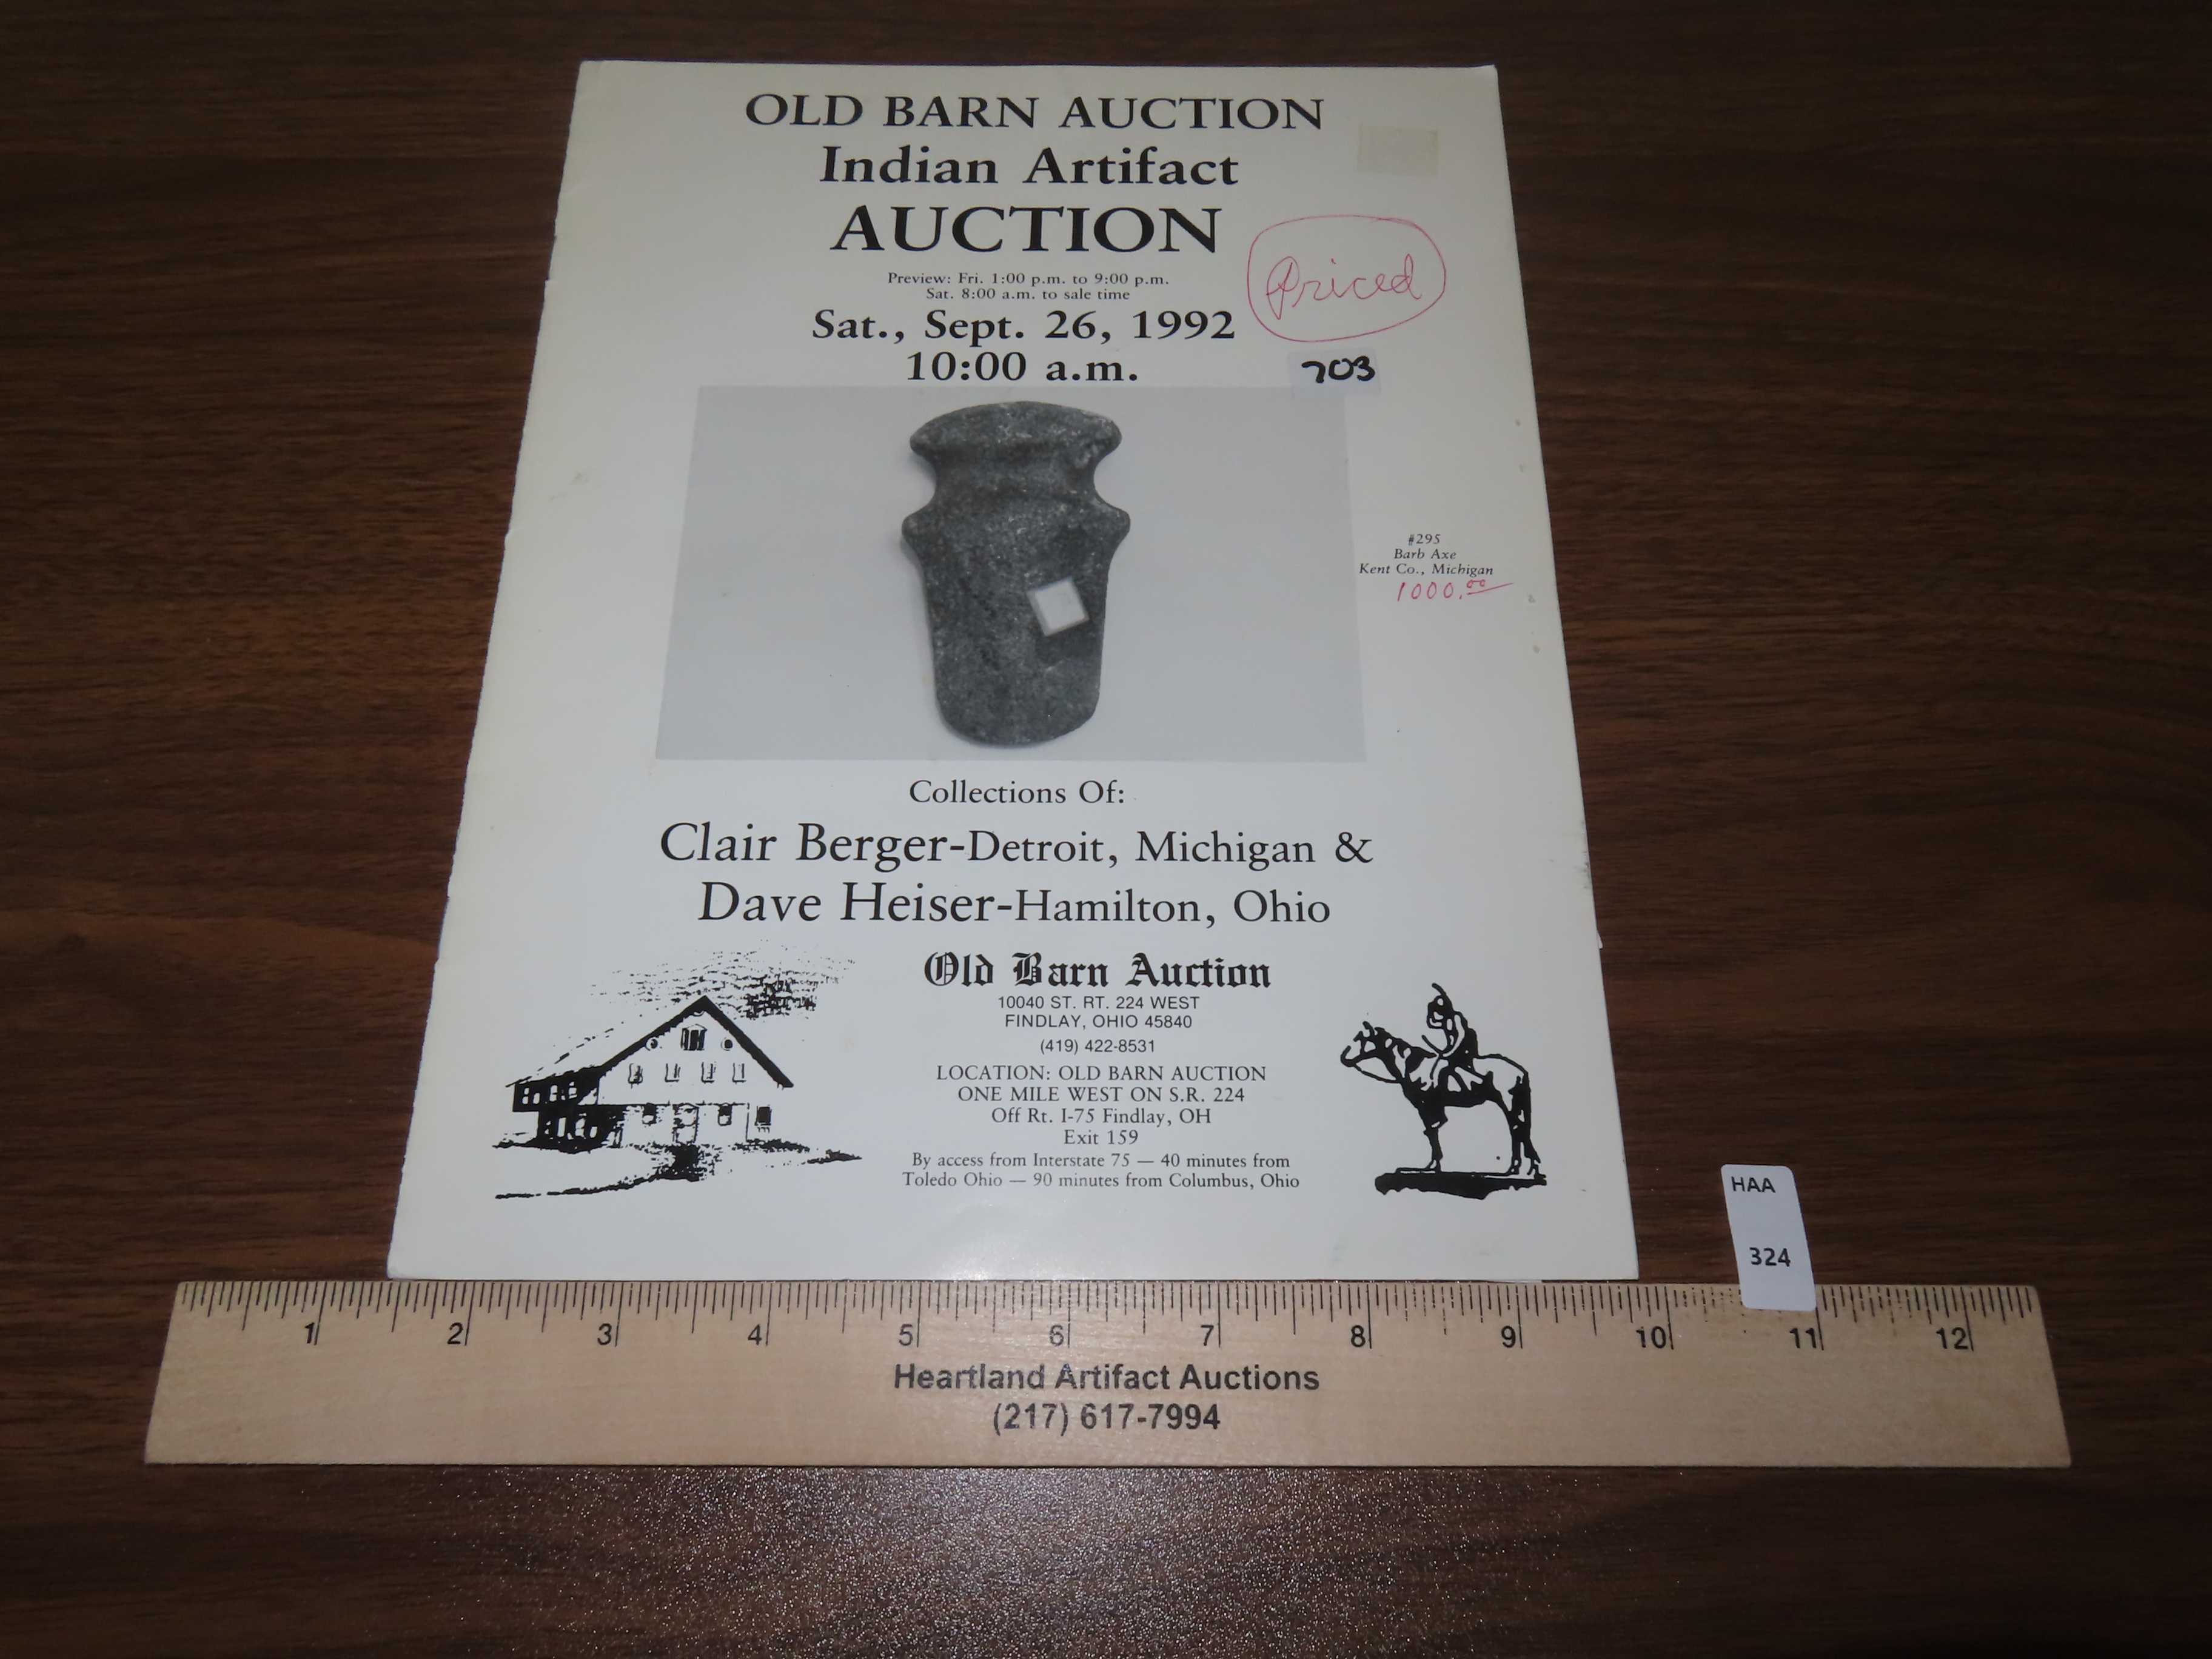 OLD BARN AUCTION
Indian Artifact
AUCTION
Preview: Fri. 1:00 p.m. to 9:00 p.m.
Sat. 8:00 a.m. to sale time
Priced
Sat., Sept. 26, 1992
10:00 a.m.
703
#295
Barb Axe
Kent Co., Michigan
1000.00
Collections Of:
Clair Berger-Detroit, Michigan &
Dave Heiser-Hamilton, Ohio
Old Barn Auction
10040 ST. RT. 224 WEST
FINDLAY, OHIO 45840
(419) 422-8531
LOCATION: OLD BARN AUCTION
ONE MILE WEST ON S.R. 224
Off Rt. I-75 Findlay, OH
Exit 159
By access from Interstate 75 — 40 minutes from
Toledo Ohio — 90 minutes from Columbus, Ohio
HAA
324
1 2 3 4 5 6 7 8 9 10 11 12
Heartland Artifact Auctions
(217) 617-7994